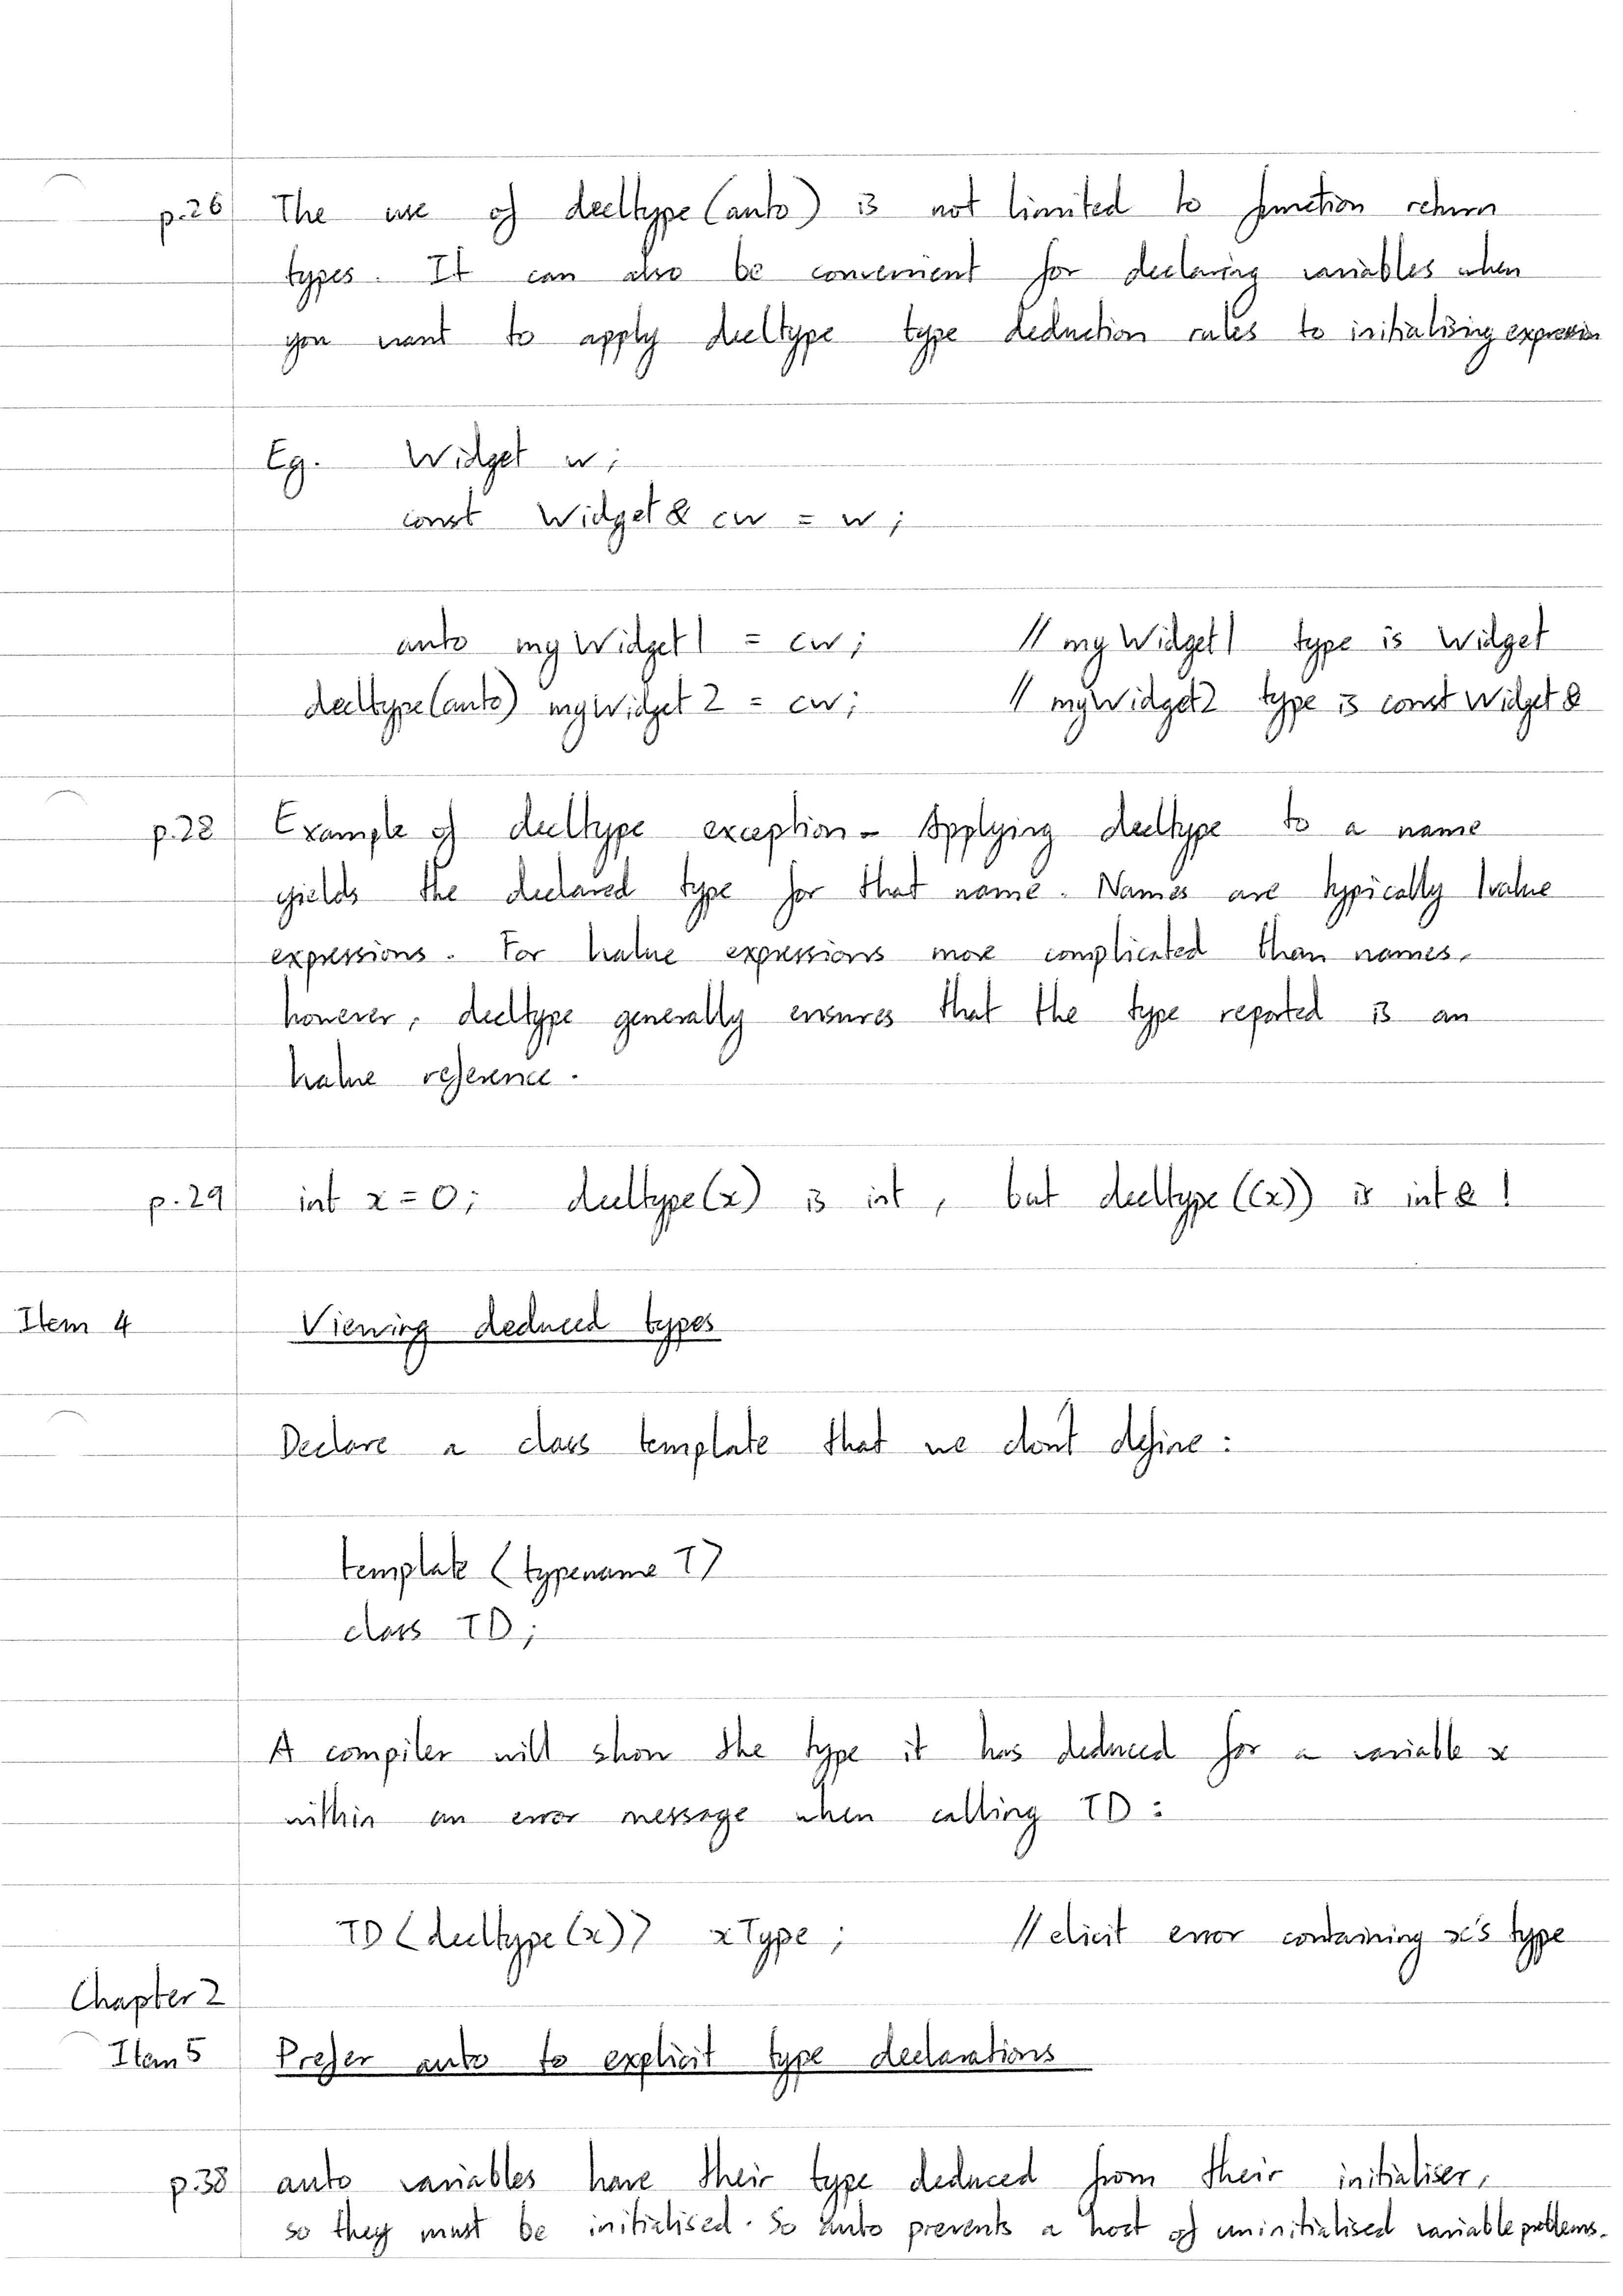 p.26 The use of decltype(auto) is not limited to function return
types. It can also be convenient for declaring variables when
you want to apply decltype type deduction rules to initialising expression
Eg. Widget w;
const Widget& cw = w;
auto myWidget1 = cw; // myWidget1 type is Widget
decltype(auto) myWidget2 = cw; // myWidget2 type is const Widget&
p.28 Example of decltype exception - Applying decltype to a name
yields the declared type for that name. Names are typically lvalue
expressions. For lvalue expressions more complicated than names,
however, decltype generally ensures that the type reported is an
lvalue reference.
p.29 int x = 0; decltype(x) is int, but decltype((x)) is int& !
Item 4 Viewing deduced types
Declare a class template that we don't define:
template <typename T>
class TD;
A compiler will show the type it has deduced for a variable x
within an error message when calling TD:
TD<decltype(x)> xType; // elicit error containing x's type
Chapter 2
Item 5 Prefer auto to explicit type declarations
p.38 auto variables have their type deduced from their initialiser,
so they must be initialised. So auto prevents a host of uninitialised variable problems.